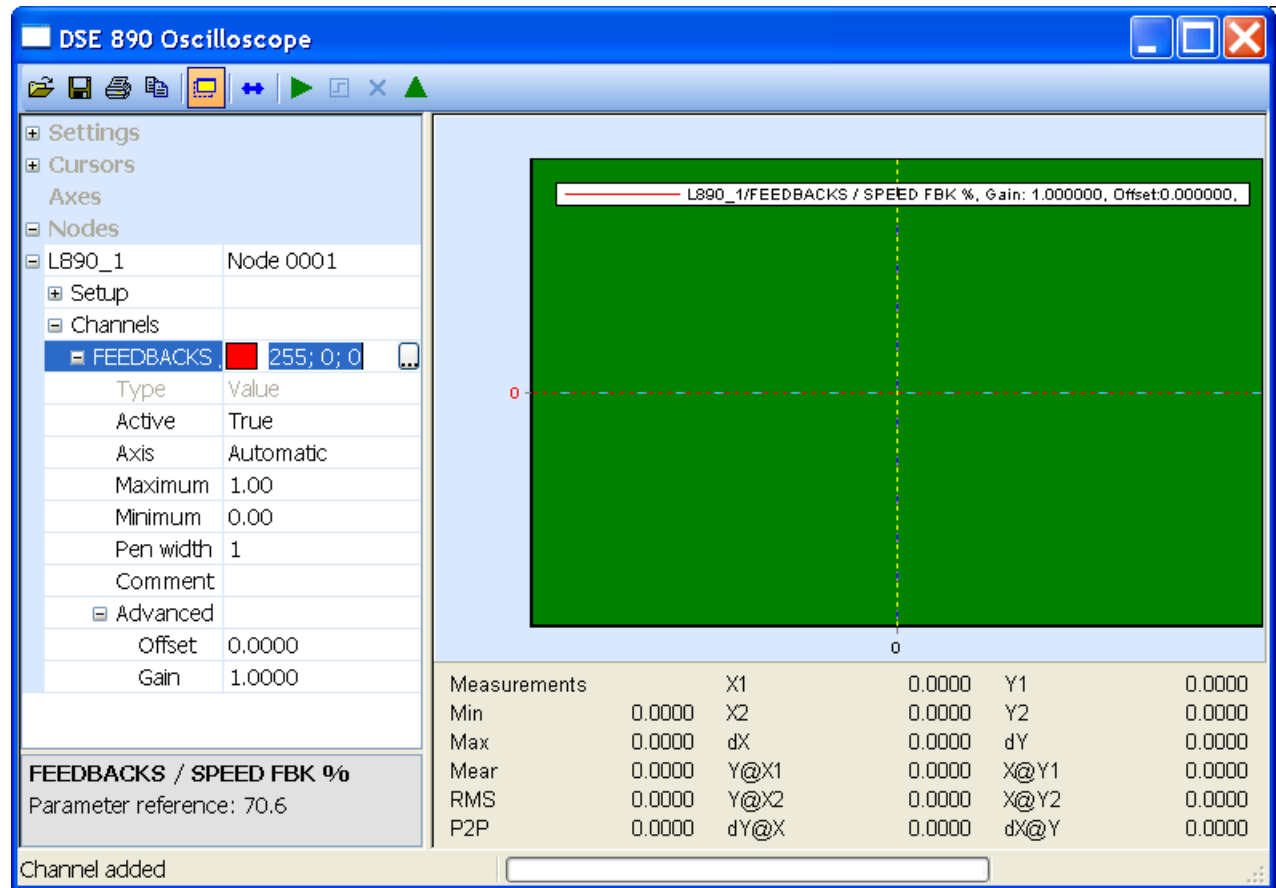 DSE 890 Oscilloscope
Settings
Cursors
Axes
Nodes
L890_1 Node 0001
Setup
Channels
FEEDBACKS 255; 0; 0 ...
Type Value
Active True
Axis Automatic
Maximum 1.00
Minimum 0.00
Pen width 1
Comment
Advanced
Offset 0.0000
Gain 1.0000
FEEDBACKS / SPEED FBK %
Parameter reference: 70.6
L890_1/FEEDBACKS / SPEED FBK %, Gain: 1.000000, Offset:0.000000,
0
0
Measurements X1 0.0000 Y1 0.0000
Min 0.0000 X2 0.0000 Y2 0.0000
Max 0.0000 dX 0.0000 dY 0.0000
Mear 0.0000 Y@X1 0.0000 X@Y1 0.0000
RMS 0.0000 Y@X2 0.0000 X@Y2 0.0000
P2P 0.0000 dY@X 0.0000 dX@Y 0.0000
Channel added